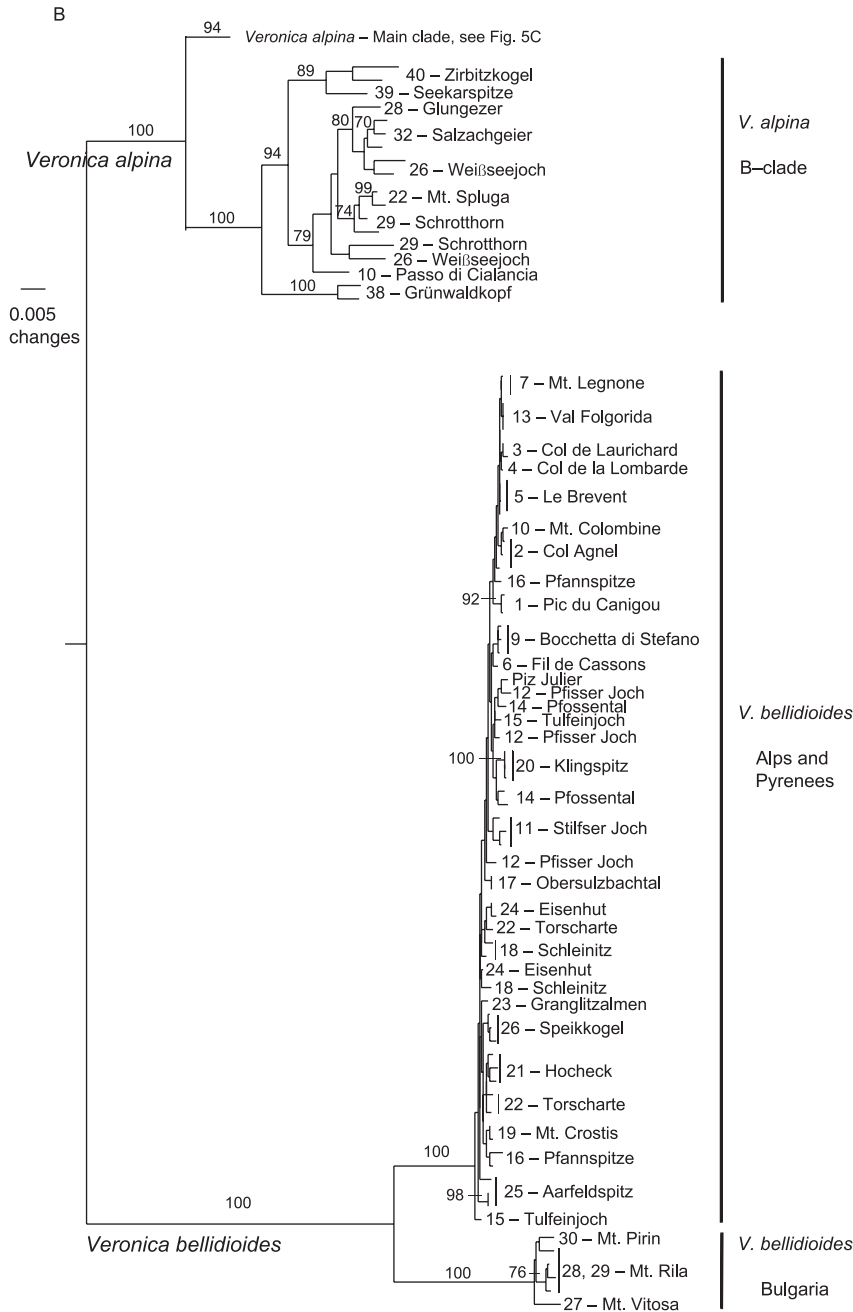 B
94
Veronica alpina – Main clade, see Fig. 5C
89
40 – Zirbitzkogel
39 – Seekarspitze
28 – Glungezer
80
70
32 – Salzachgeier
V. alpina
100
Veronica alpina
94
26 – Weißseejoch
B–clade
99
22 – Mt. Spluga
74
29 – Schrotthorn
100
79
29 – Schrotthorn
26 – Weißseejoch
10 – Passo di Cialancia
100
38 – Grünwaldkopf
0.005
changes
7 – Mt. Legnone
13 – Val Folgorida
3 – Col de Laurichard
4 – Col de la Lombarde
5 – Le Brevent
10 – Mt. Colombine
2 – Col Agnel
16 – Pfannspitze
92
1 – Pic du Canigou
9 – Bocchetta di Stefano
6 – Fil de Cassons
Piz Julier
12 – Pfisser Joch
14 – Pfossental
V. bellidioides
15 – Tulfeinjoch
12 – Pfisser Joch
100
20 – Klingspitz
Alps and
Pyrenees
14 – Pfossental
11 – Stilfser Joch
12 – Pfisser Joch
17 – Obersulzbachtal
24 – Eisenhut
22 – Torscharte
18 – Schleinitz
24 – Eisenhut
18 – Schleinitz
23 – Granglitzalmen
26 – Speikkogel
21 – Hocheck
22 – Torscharte
19 – Mt. Crostis
100
16 – Pfannspitze
98
25 – Aarfeldspitz
100
15 – Tulfeinjoch
Veronica bellidioides
30 – Mt. Pirin
V. bellidioides
100
76
28, 29 – Mt. Rila
Bulgaria
27 – Mt. Vitosa